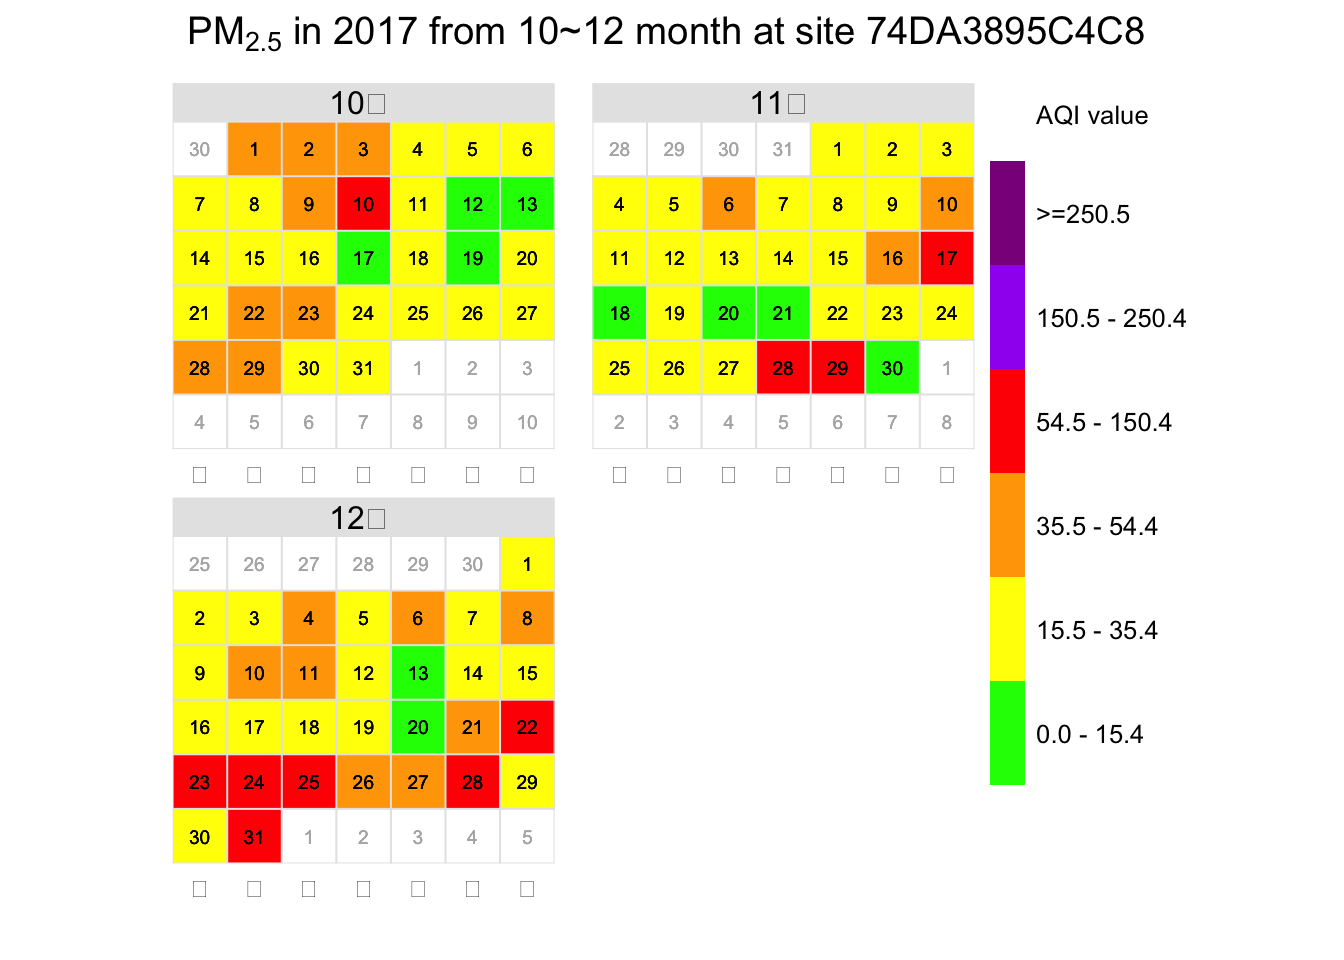 PM2.5 in 2017 from 10~12 month at site 74DA3895C4C8
10□
30 1 2 3 4 5 6
7 8 9 10 11 12 13
14 15 16 17 18 19 20
21 22 23 24 25 26 27
28 29 30 31 1 2 3
4 5 6 7 8 9 10
□ □ □ □ □ □ □
11□
28 29 30 31 1 2 3
4 5 6 7 8 9 10
11 12 13 14 15 16 17
18 19 20 21 22 23 24
25 26 27 28 29 30 1
2 3 4 5 6 7 8
□ □ □ □ □ □ □
12□
25 26 27 28 29 30 1
2 3 4 5 6 7 8
9 10 11 12 13 14 15
16 17 18 19 20 21 22
23 24 25 26 27 28 29
30 31 1 2 3 4 5
□ □ □ □ □ □ □
AQI value
>=250.5
150.5 - 250.4
54.5 - 150.4
35.5 - 54.4
15.5 - 35.4
0.0 - 15.4